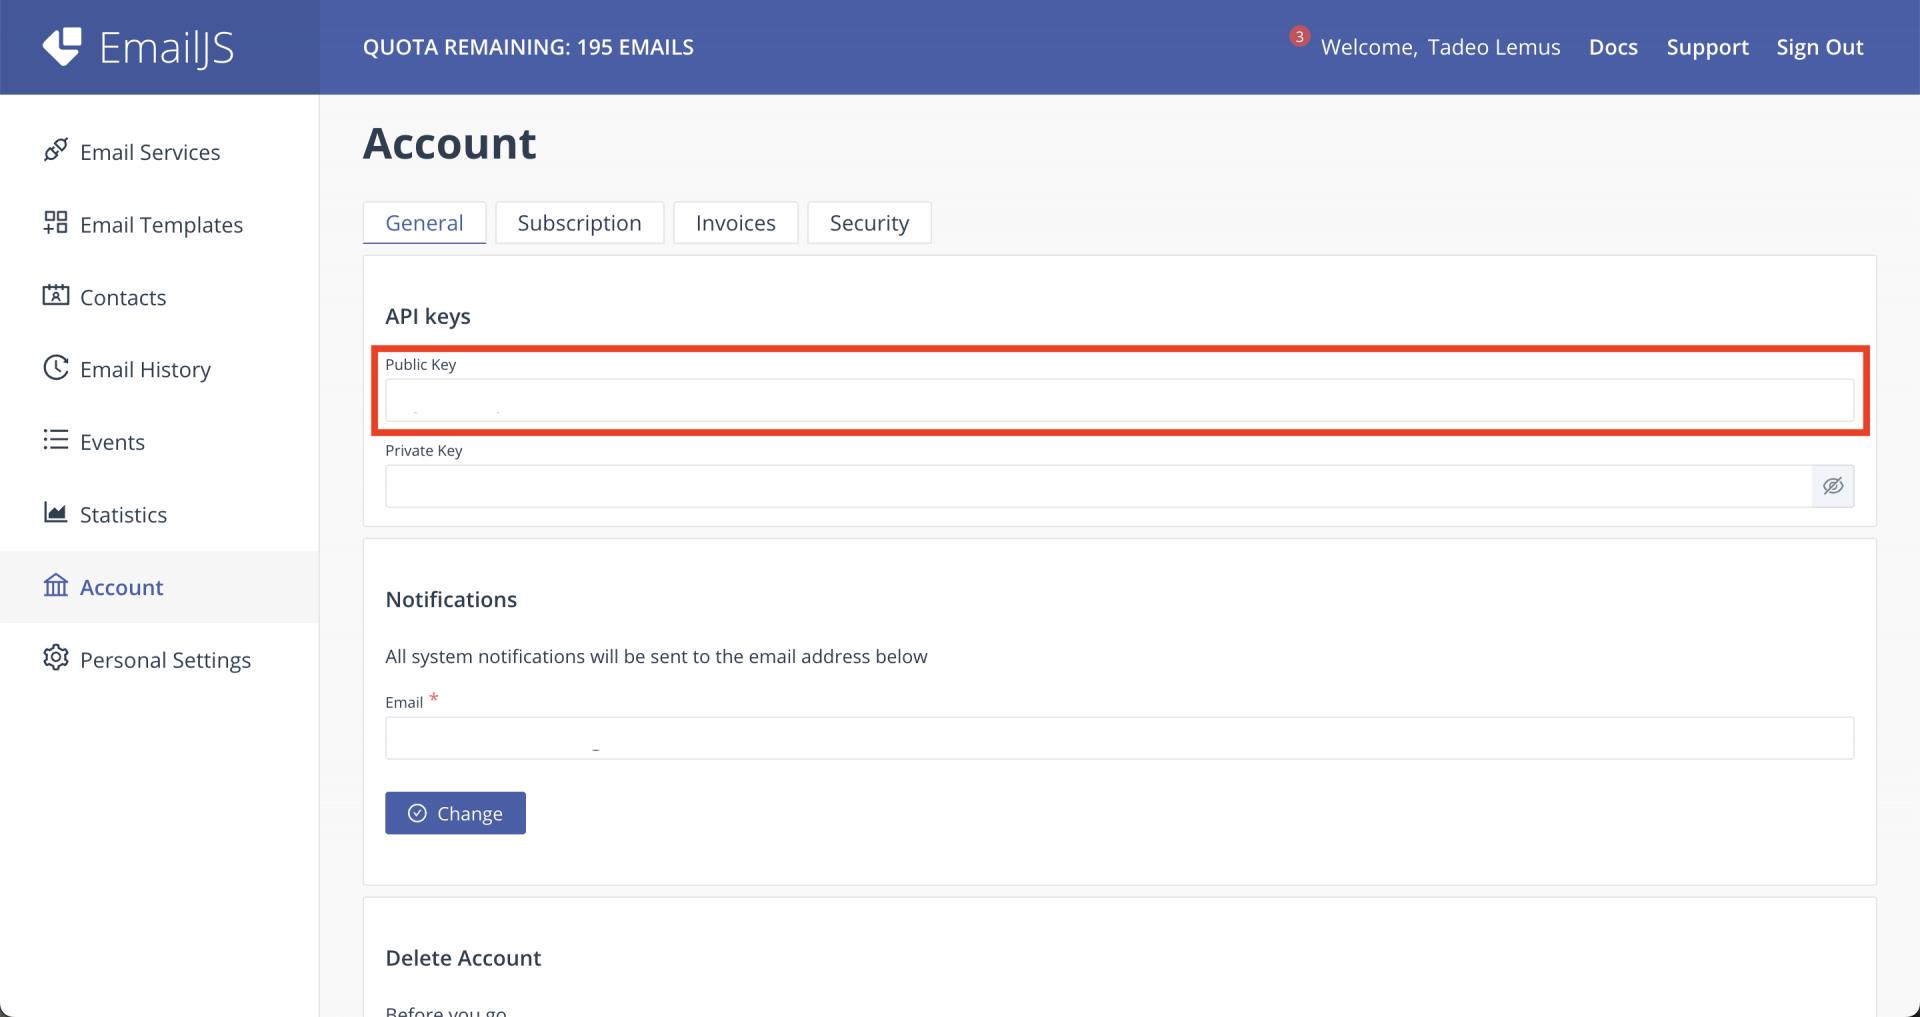 EmailJS
QUOTA REMAINING: 195 EMAILS
3
Welcome, Tadeo Lemus
Docs
Support
Sign Out
Email Services
Email Templates
Contacts
Email History
Events
Statistics
Account
Personal Settings
Account
General
Subscription
Invoices
Security
API keys
Public Key
Private Key
Notifications
All system notifications will be sent to the email address below
Email *
Change
Delete Account
Before you go